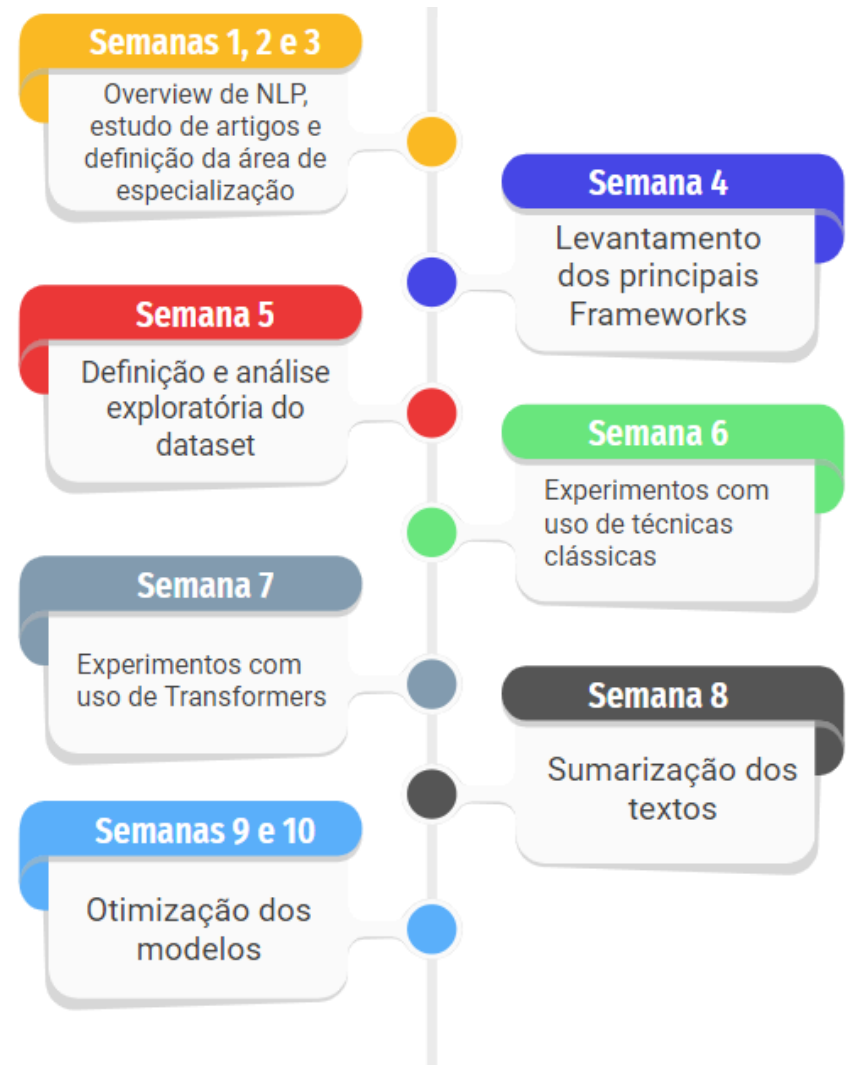 Semanas 1, 2 e 3
Overview de NLP,
estudo de artigos e
definição da área de
especialização
Semana 4
Levantamento
dos principais
Frameworks
Semana 5
Definição e análise
exploratória do
dataset
Semana 6
Experimentos com
uso de técnicas
clássicas
Semana 7
Experimentos com
uso de Transformers
Semana 8
Sumarização dos
textos
Semanas 9 e 10
Otimização dos
modelos